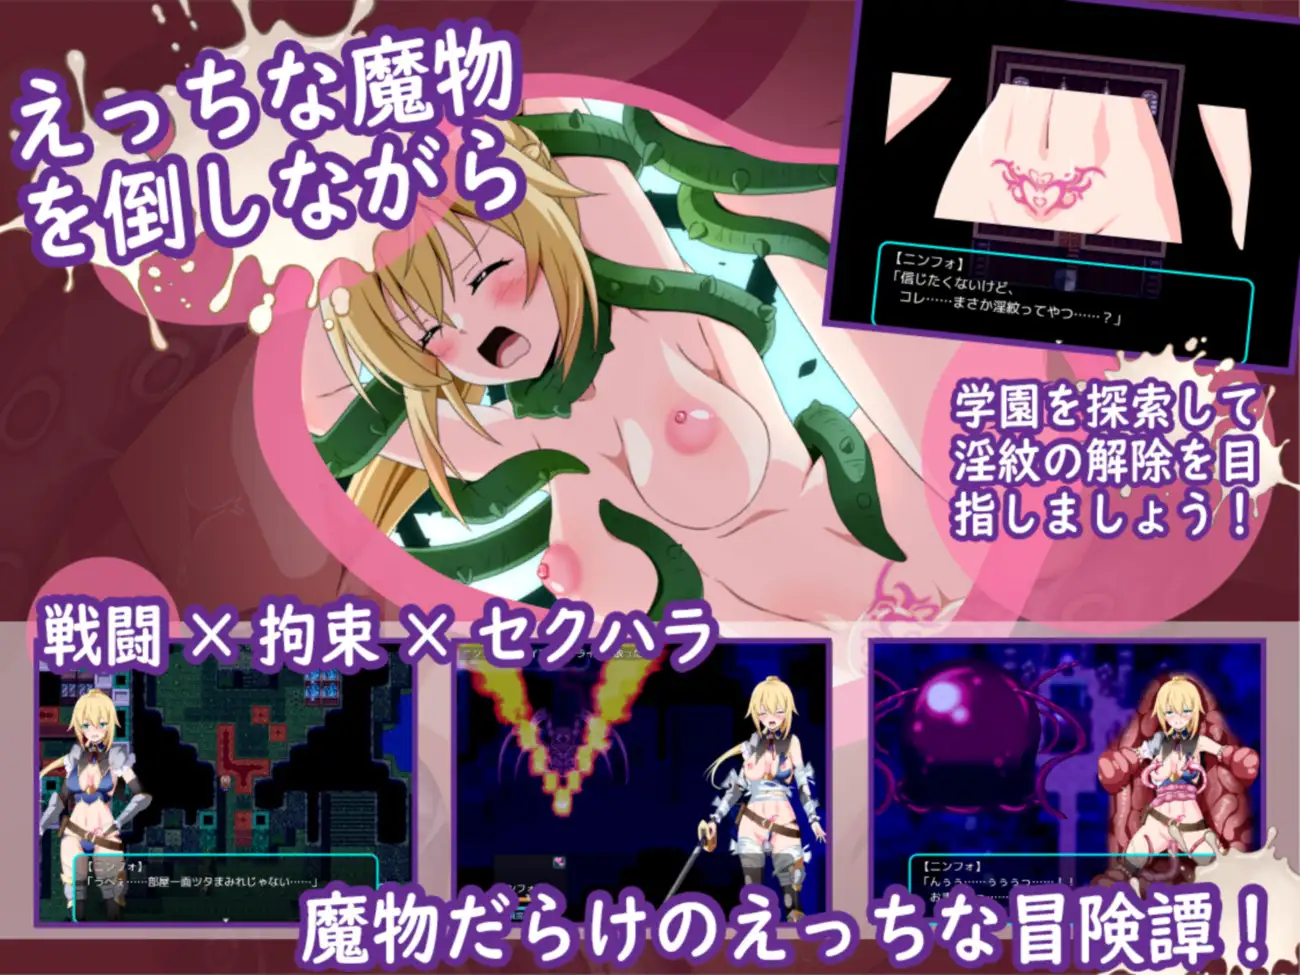 えっちな魔物
を倒しながら
【ニンフォ】
「信じたくないけど、
コレ……まさか淫紋ってやつ……？」
学園を探索して
淫紋の解除を目
指しましょう！
戦闘×拘束×セクハラ
【ニンフォ】
「うへぇ……部屋一面ツタまみれじゃない……」
【ニンフォ】
「んぅぅ……ぅぅぅっ……！！
魔物だらけのえっちな冒険譚！